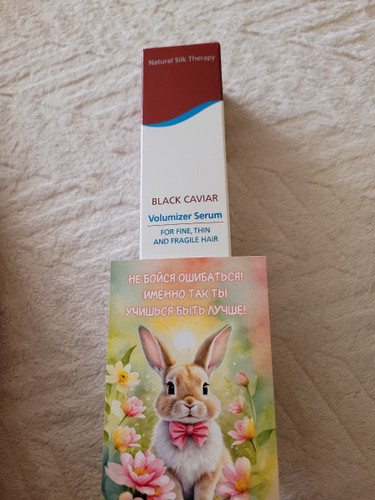 Natural Silk Therapy
BLACK CAVIAR
Volumizer Serum
FOR FINE, THIN
AND FRAGILE HAIR
НЕ БОЙСЯ ОШИБАТЬСЯ!
ИМЕННО ТАК ТЫ
УЧИШЬСЯ БЫТЬ ЛУЧШЕ!